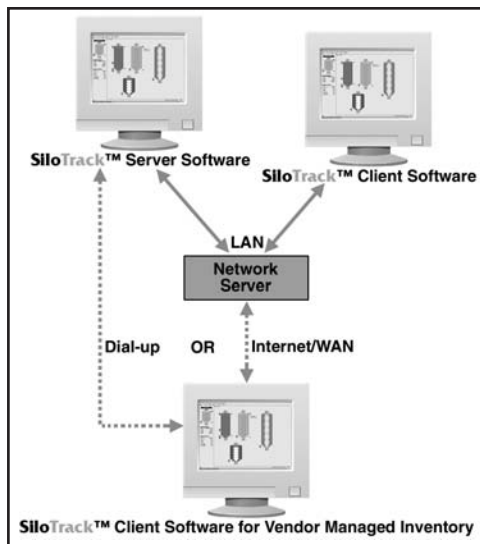 SiloTrack™ Server Software
SiloTrack™ Client Software
LAN
Network
Server
Dial-up OR Internet/WAN
SiloTrack™ Client Software for Vendor Managed Inventory